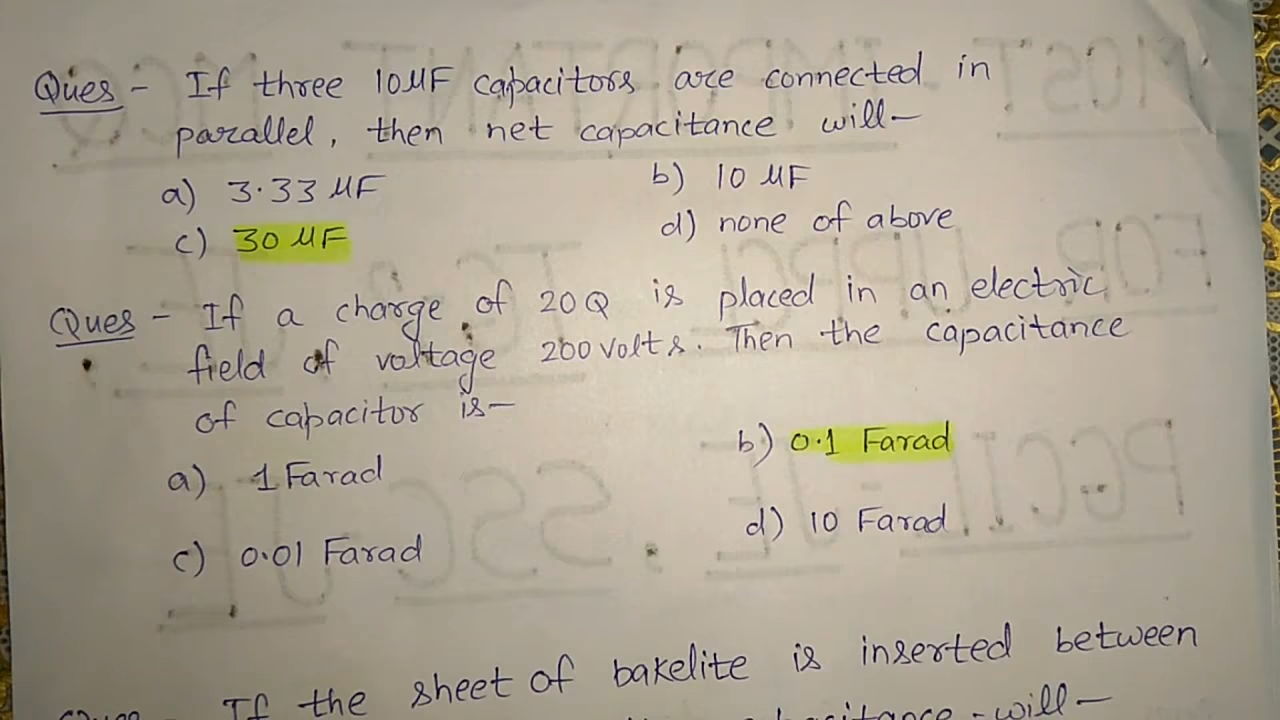 Ques - If three 10μF capacitors are connected in
parallel, then net capacitance will-
a) 3.33 μF b) 10 μF
c) 30 μF d) none of above
Ques - If a charge of 20Q is placed in an electric
field of voltage 200 volts. Then the capacitance
of capacitor is-
a) 1 Farad b) 0.1 Farad
c) 0.01 Farad d) 10 Farad
If the sheet of bakelite is inserted between
will-